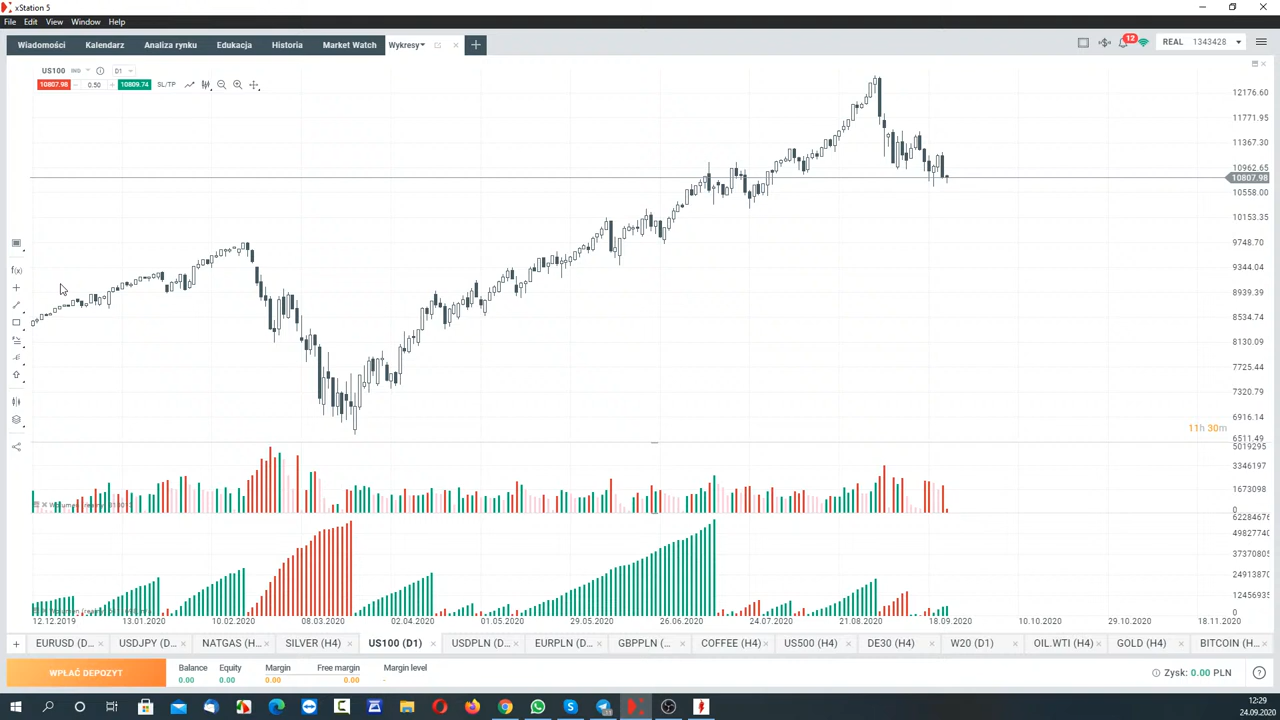 xStation 5
File Edit View Window Help
Wiadomości Kalendarz Analiza rynku Edukacja Historia Market Watch Wykresy
12 REAL 1343428
US100 D1
10807.98 0.50 10809.74 SL/TP
12176.60
11771.95
11367.30
10962.65
10807.98
10558.00
10153.35
9748.70
9344.04
f(x)
8939.39
8534.74
8130.09
7725.44
7320.79
6916.14
11h 30m
6511.49
5019295
3346197
1673098
0
62284676
49827740
37370805
24913870
12456935
0
12.12.2019 13.01.2020 10.02.2020 08.03.2020 02.04.2020 01.05.2020 29.05.2020 26.06.2020 24.07.2020 21.08.2020 18.09.2020 10.10.2020 29.10.2020 18.11.2020
EURUSD (D... USDJPY (D... NATGAS (H... SILVER (H4) US100 (D1) USDPLN (D... EURPLN (D... GBPPLN (... COFFEE (H4) US500 (H4) DE30 (H4) W20 (D1) OIL.WTI (H4) GOLD (H4) BITCOIN (H...
WPŁAĆ DEPOZYT
Balance Equity Margin Free margin Margin level
0.00 0.00 0.00 0.00 -
Zysk: 0.00 PLN
12:29
24.09.2020